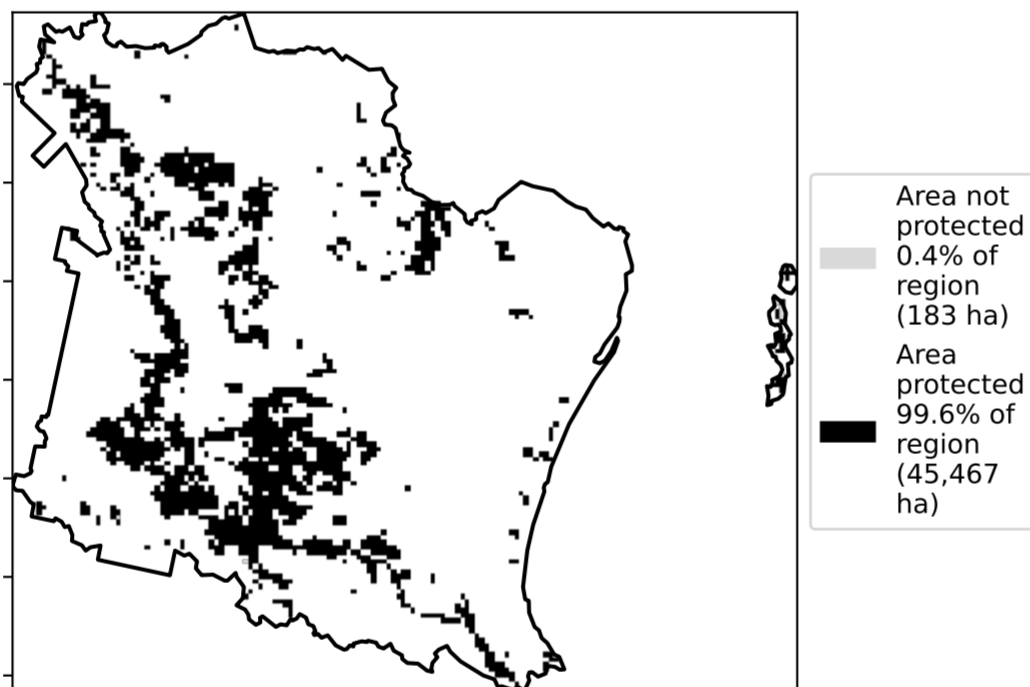 Area not
protected
0.4% of
region
(183 ha)
Area
protected
99.6% of
region
(45,467
ha)